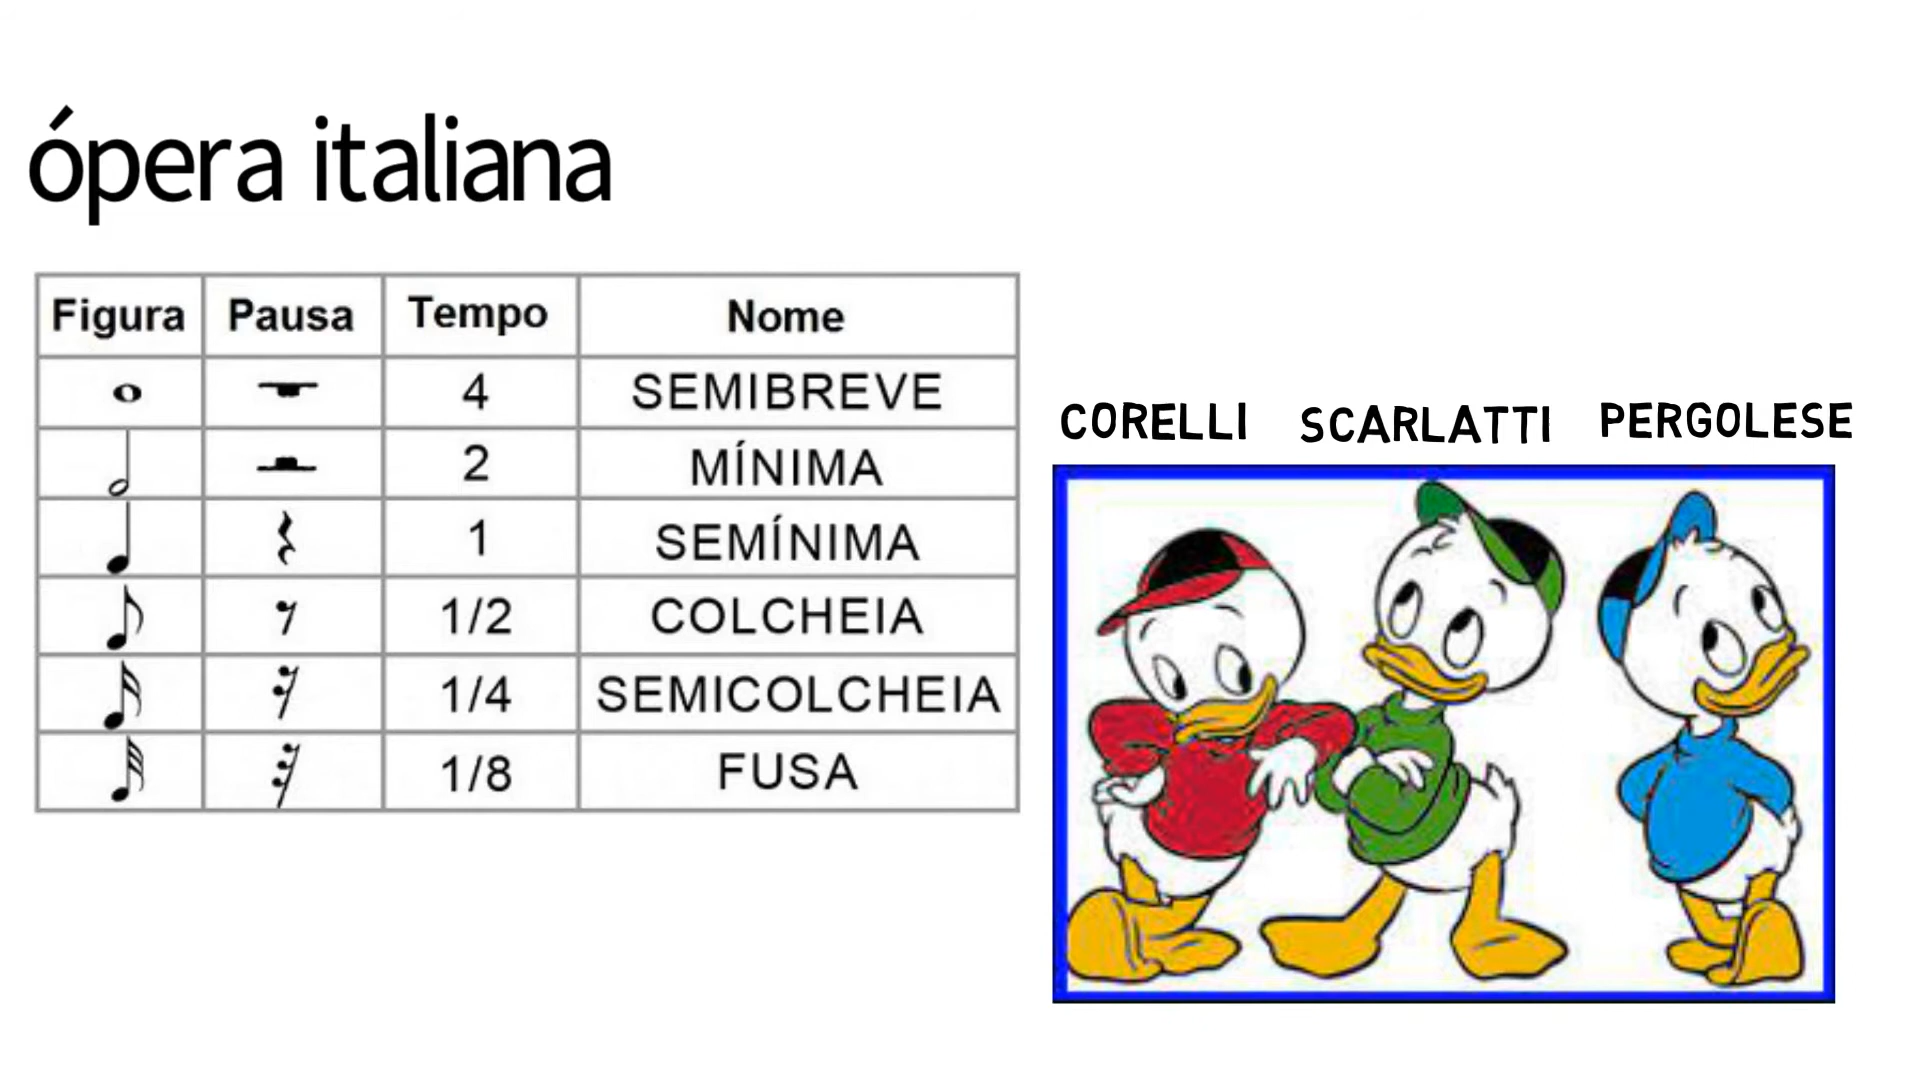 ópera italiana
Figura Pausa Tempo Nome
4 SEMIBREVE
2 MÍNIMA
1 SEMÍNIMA
1/2 COLCHEIA
1/4 SEMICOLCHEIA
1/8 FUSA
CORELLI SCARLATTI PERGOLESE